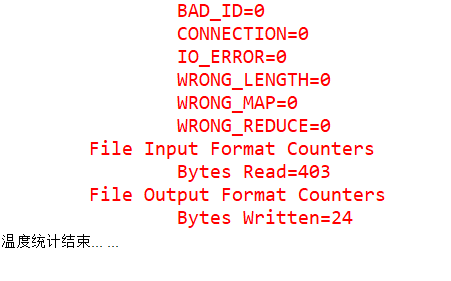 BAD_ID=0
CONNECTION=0
IO_ERROR=0
WRONG_LENGTH=0
WRONG_MAP=0
WRONG_REDUCE=0
File Input Format Counters
Bytes Read=403
File Output Format Counters
Bytes Written=24
温度统计结束... ...